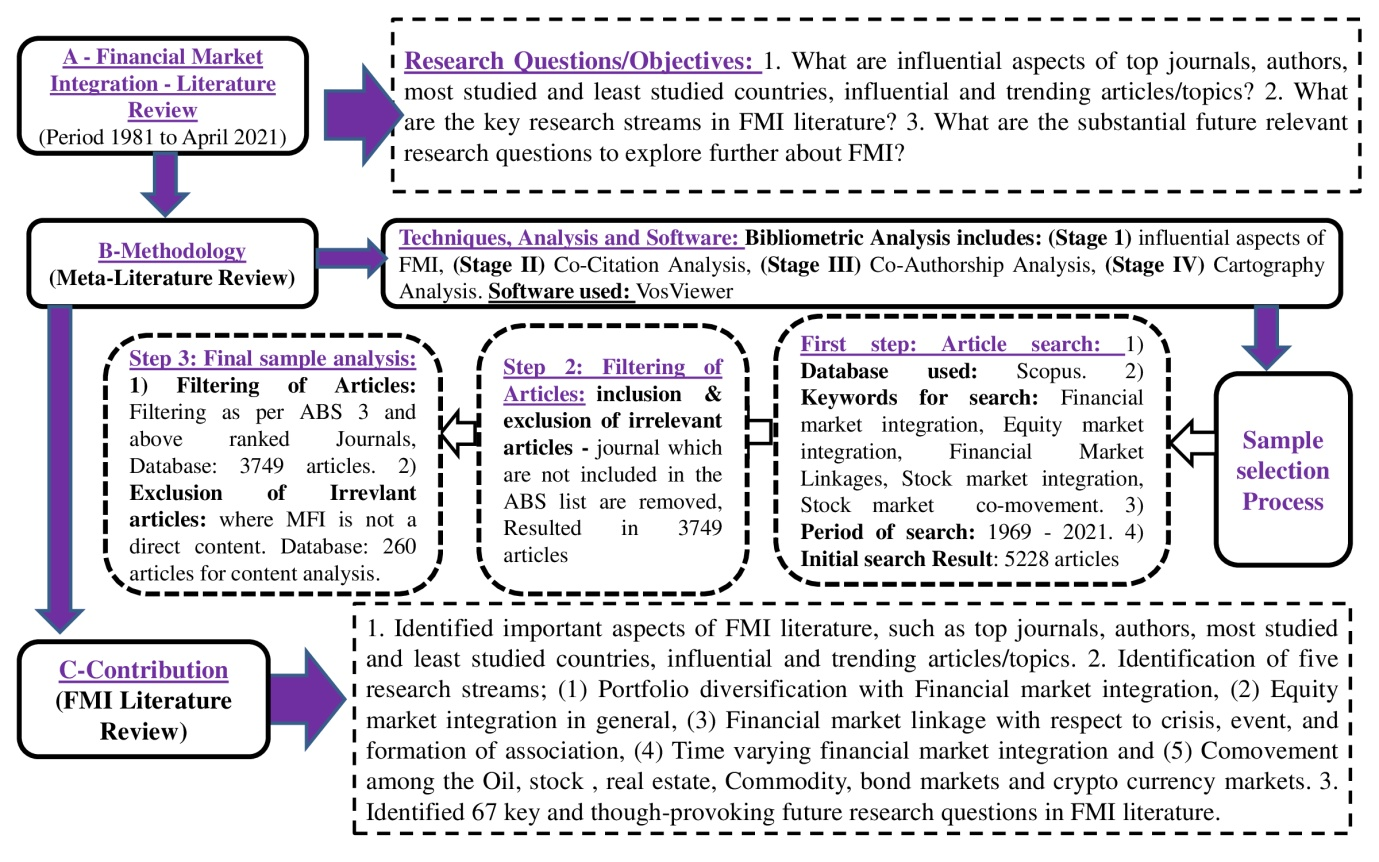 A - Financial Market
Integration - Literature
Review
(Period 1981 to April 2021)
Research Questions/Objectives: 1. What are influential aspects of top journals, authors,
most studied and least studied countries, influential and trending articles/topics? 2. What
are the key research streams in FMI literature? 3. What are the substantial future relevant
research questions to explore further about FMI?
B-Methodology
(Meta-Literature Review)
Techniques, Analysis and Software: Bibliometric Analysis includes: (Stage 1) influential aspects of
FMI, (Stage II) Co-Citation Analysis, (Stage III) Co-Authorship Analysis, (Stage IV) Cartography
Analysis. Software used: VosViewer
Sample
selection
Process
First step: Article search: 1)
Database used: Scopus. 2)
Keywords for search: Financial
market integration, Equity market
integration, Financial Market
Linkages, Stock market integration,
Stock market co-movement. 3)
Period of search: 1969 - 2021. 4)
Initial search Result: 5228 articles
Step 2: Filtering of
Articles: inclusion &
exclusion of irrelevant
articles - journal which
are not included in the
ABS list are removed,
Resulted in 3749
articles
Step 3: Final sample analysis:
1) Filtering of Articles:
Filtering as per ABS 3 and
above ranked Journals,
Database: 3749 articles. 2)
Exclusion of Irrevlant
articles: where MFI is not a
direct content. Database: 260
articles for content analysis.
C-Contribution
(FMI Literature
Review)
1. Identified important aspects of FMI literature, such as top journals, authors, most studied
and least studied countries, influential and trending articles/topics. 2. Identification of five
research streams; (1) Portfolio diversification with Financial market integration, (2) Equity
market integration in general, (3) Financial market linkage with respect to crisis, event, and
formation of association, (4) Time varying financial market integration and (5) Comovement
among the Oil, stock , real estate, Commodity, bond markets and crypto currency markets. 3.
Identified 67 key and though-provoking future research questions in FMI literature.